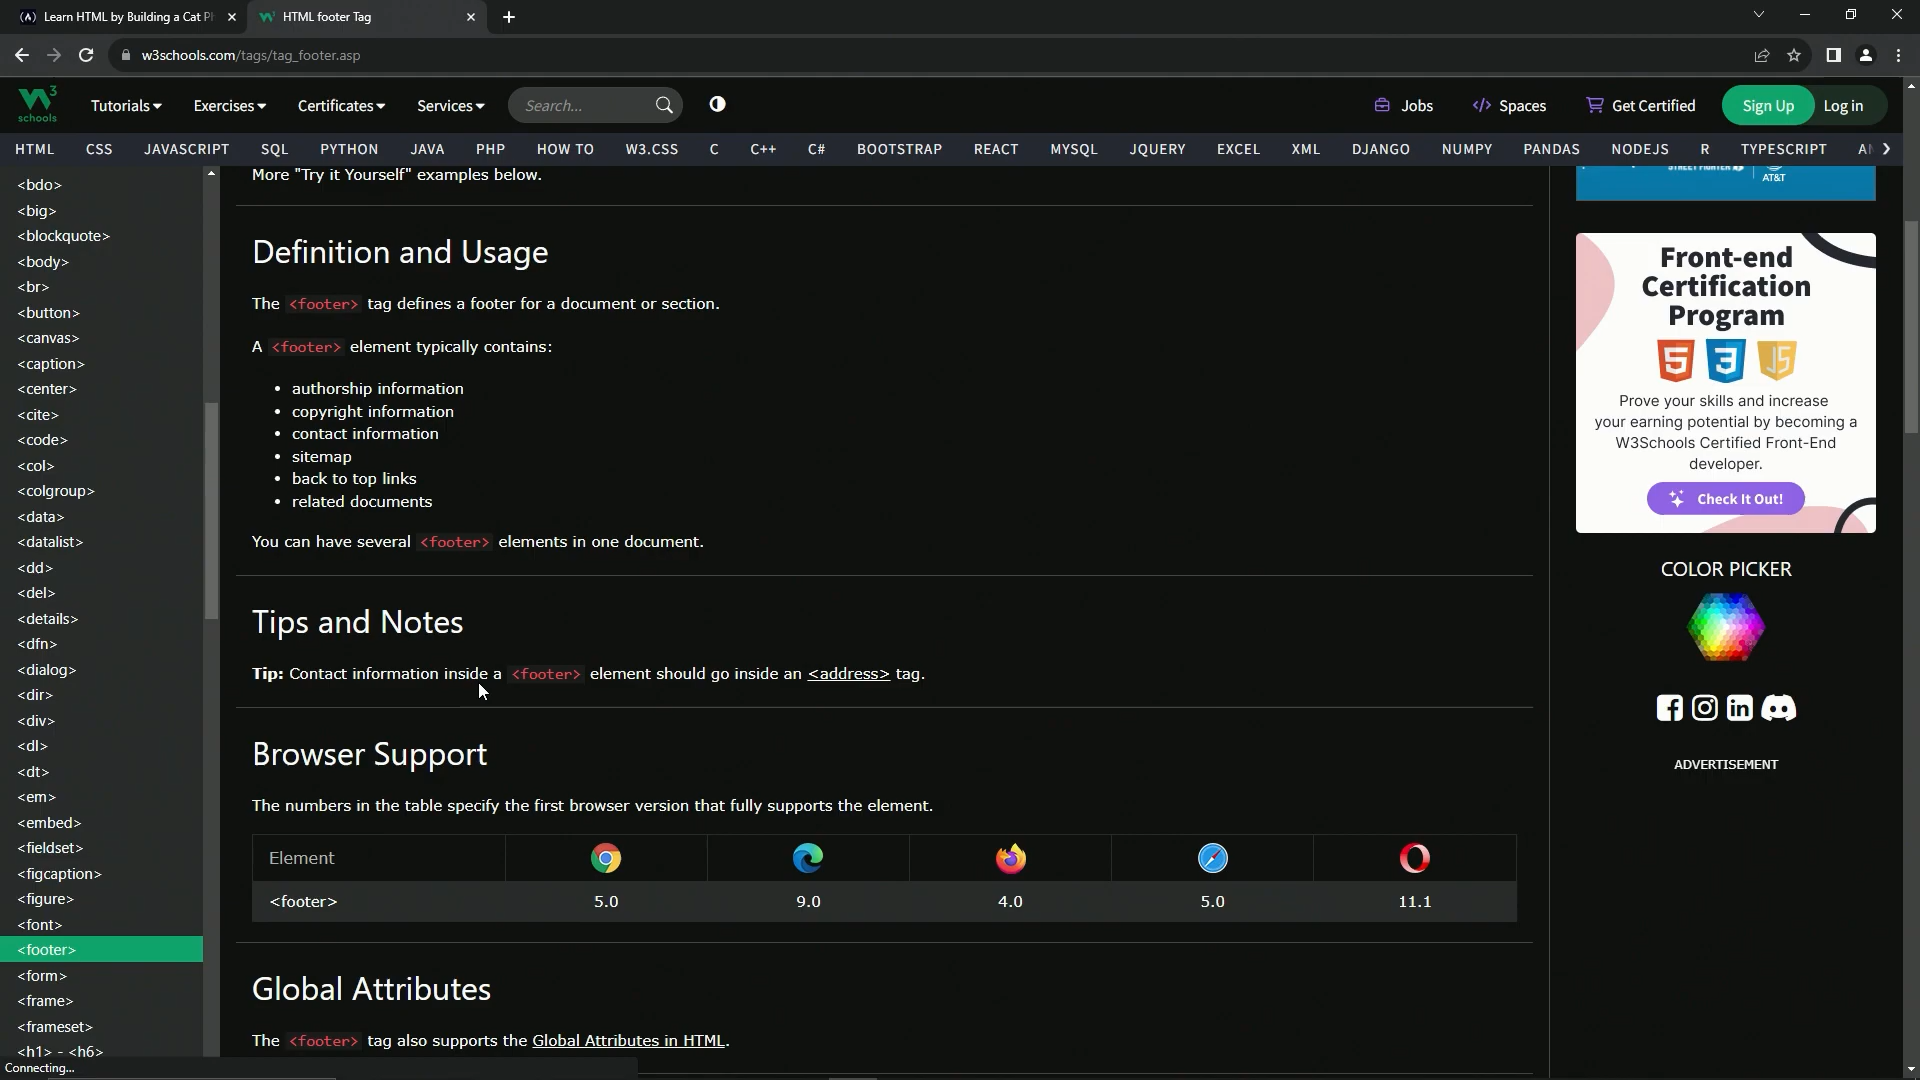 Learn HTML by Building a Cat Ph
HTML footer Tag
w3schools.com/tags/tag_footer.asp
3
schools
Tutorials
Exercises
Certificates
Services
Search...
Jobs
Spaces
Get Certified
Sign Up
Log in
HTML
CSS
JAVASCRIPT
SQL
PYTHON
JAVA
PHP
HOW TO
W3.CSS
C
C++
C#
BOOTSTRAP
REACT
MYSQL
JQUERY
EXCEL
XML
DJANGO
NUMPY
PANDAS
NODEJS
R
TYPESCRIPT
<bdo>
<big>
<blockquote>
<body>
<br>
<button>
<canvas>
<caption>
<center>
<cite>
<code>
<col>
<colgroup>
<data>
<datalist>
<dd>
<del>
<details>
<dfn>
<dialog>
<dir>
<div>
<dl>
<dt>
<em>
<embed>
<fieldset>
<figcaption>
<figure>
<font>
<footer>
<form>
<frame>
<frameset>
<h1> - <h6>
Connecting...
More "Try it Yourself" examples below.
Definition and Usage
The <footer> tag defines a footer for a document or section.
A <footer> element typically contains:
• authorship information
• copyright information
• contact information
• sitemap
• back to top links
• related documents
You can have several <footer> elements in one document.
Tips and Notes
Tip: Contact information inside a <footer> element should go inside an <address> tag.
Browser Support
The numbers in the table specify the first browser version that fully supports the element.
Element
<footer> 5.0 9.0 4.0 5.0 11.1
Global Attributes
The <footer> tag also supports the Global Attributes in HTML.
STREET FIGHTER 6
AT&T
Front-end
Certification
Program
5 3 JS
Prove your skills and increase
your earning potential by becoming a
W3Schools Certified Front-End
developer.
Check It Out!
COLOR PICKER
ADVERTISEMENT